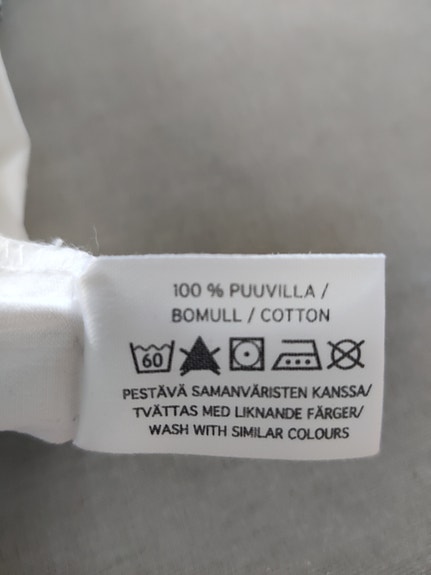 100 % PUUVILLA /
BOMULL / COTTON
60
PESTÄVÄ SAMANVÄRISTEN KANSSA/
TVÄTTAS MED LIKNANDE FÄRGER/
WASH WITH SIMILAR COLOURS